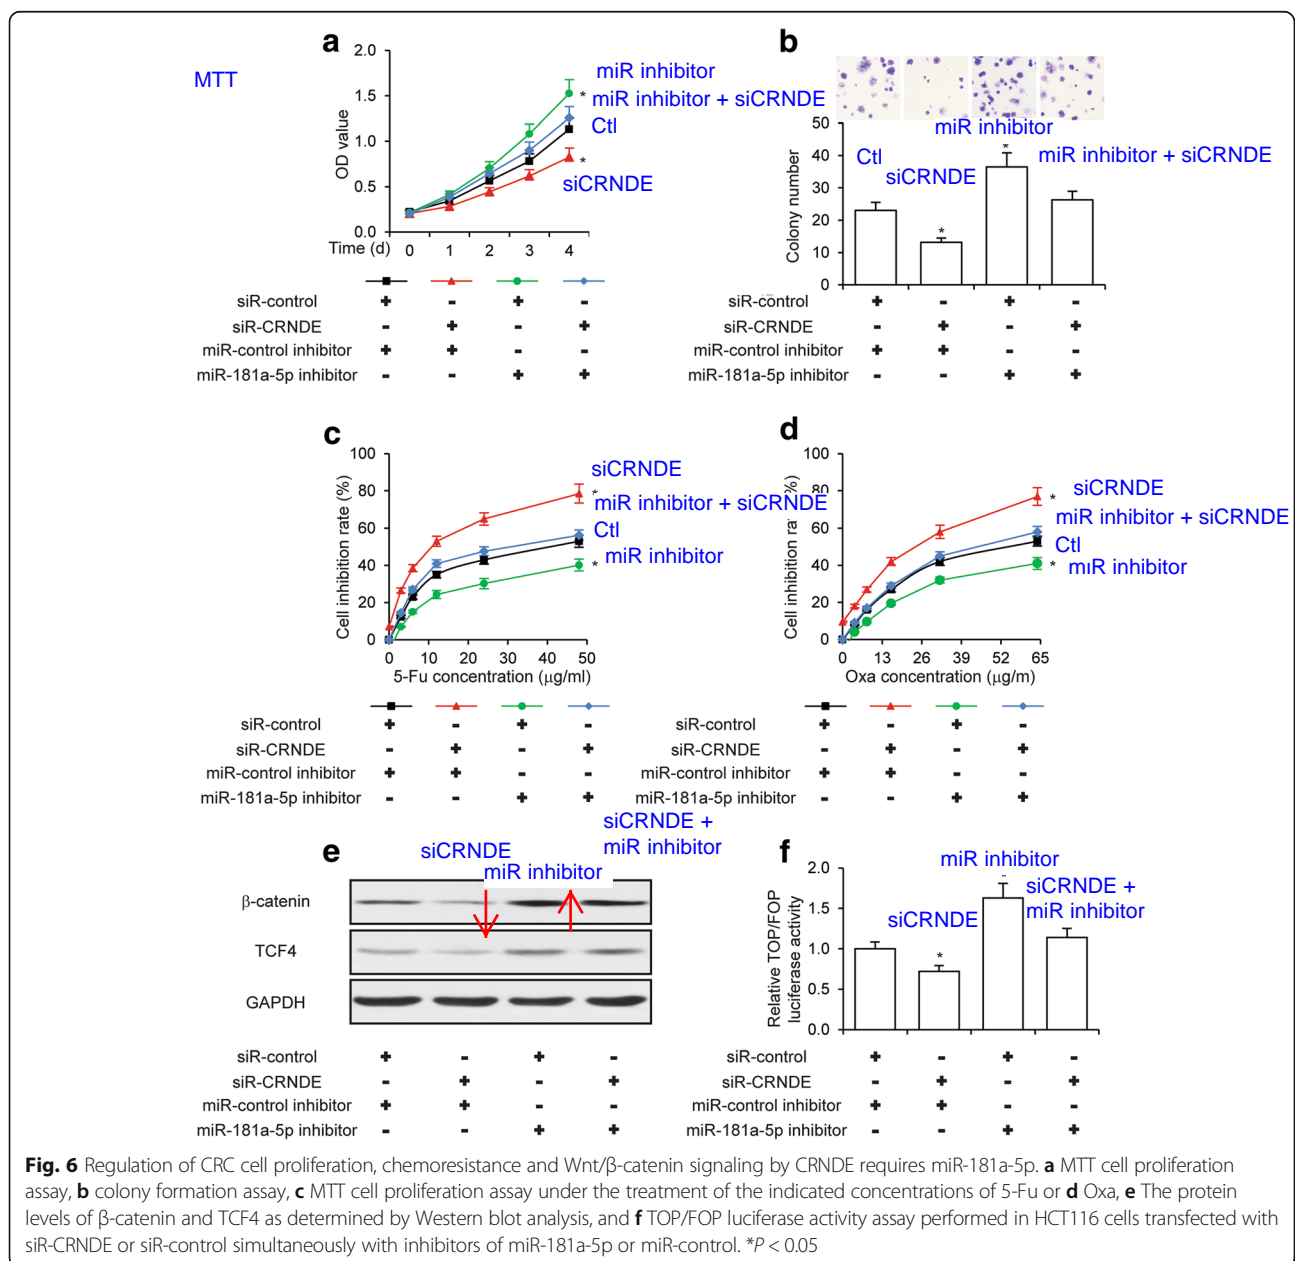 a
MTT
2.0
1.5
1.0
0.5
0.0
OD value
Time (d) 0 1 2 3 4
miR inhibitor
*
miR inhibitor + siCRNDE
Ctl
*
siCRNDE
siR-control + - + -
siR-CRNDE - + - +
miR-control inhibitor + + - -
miR-181a-5p inhibitor - - + +
b
50
40
30
20
10
0
Colony number
miR inhibitor
Ctl
siCRNDE
miR inhibitor + siCRNDE
*
*
siR-control + - + -
siR-CRNDE - + - +
miR-control inhibitor + + - -
miR-181a-5p inhibitor - - + +
c
100
80
60
40
20
0
Cell inhibition rate (%)
0 10 20 30 40 50
5-Fu concentration (μg/ml)
siCRNDE
*
miR inhibitor + siCRNDE
Ctl
miR inhibitor
*
siR-control + - + -
siR-CRNDE - + - +
miR-control inhibitor + + - -
miR-181a-5p inhibitor - - + +
d
100
80
60
40
20
0
Cell inhibition ra %)
0 13 26 39 52 65
Oxa concentration (μg/m)
siCRNDE
*
miR inhibitor + siCRNDE
Ctl
miR inhibitor
*
siR-control + - + -
siR-CRNDE - + - +
miR-control inhibitor + + - -
miR-181a-5p inhibitor - - + +
e
siCRNDE
miR inhibitor
siCRNDE +
miR inhibitor
β-catenin
TCF4
GAPDH
siR-control + - + -
siR-CRNDE - + - +
miR-control inhibitor + + - -
miR-181a-5p inhibitor - - + +
f
2.0
1.5
1.0
0.5
0.0
Relative TOP/FOP
luciferase activity
miR inhibitor
siCRNDE
siCRNDE +
miR inhibitor
*
siR-control + - + -
siR-CRNDE - + - +
miR-control inhibitor + + - -
miR-181a-5p inhibitor - - + +
Fig. 6 Regulation of CRC cell proliferation, chemoresistance and Wnt/β-catenin signaling by CRNDE requires miR-181a-5p. a MTT cell proliferation
assay, b colony formation assay, c MTT cell proliferation assay under the treatment of the indicated concentrations of 5-Fu or d Oxa, e The protein
levels of β-catenin and TCF4 as determined by Western blot analysis, and f TOP/FOP luciferase activity assay performed in HCT116 cells transfected with
siR-CRNDE or siR-control simultaneously with inhibitors of miR-181a-5p or miR-control. *P < 0.05